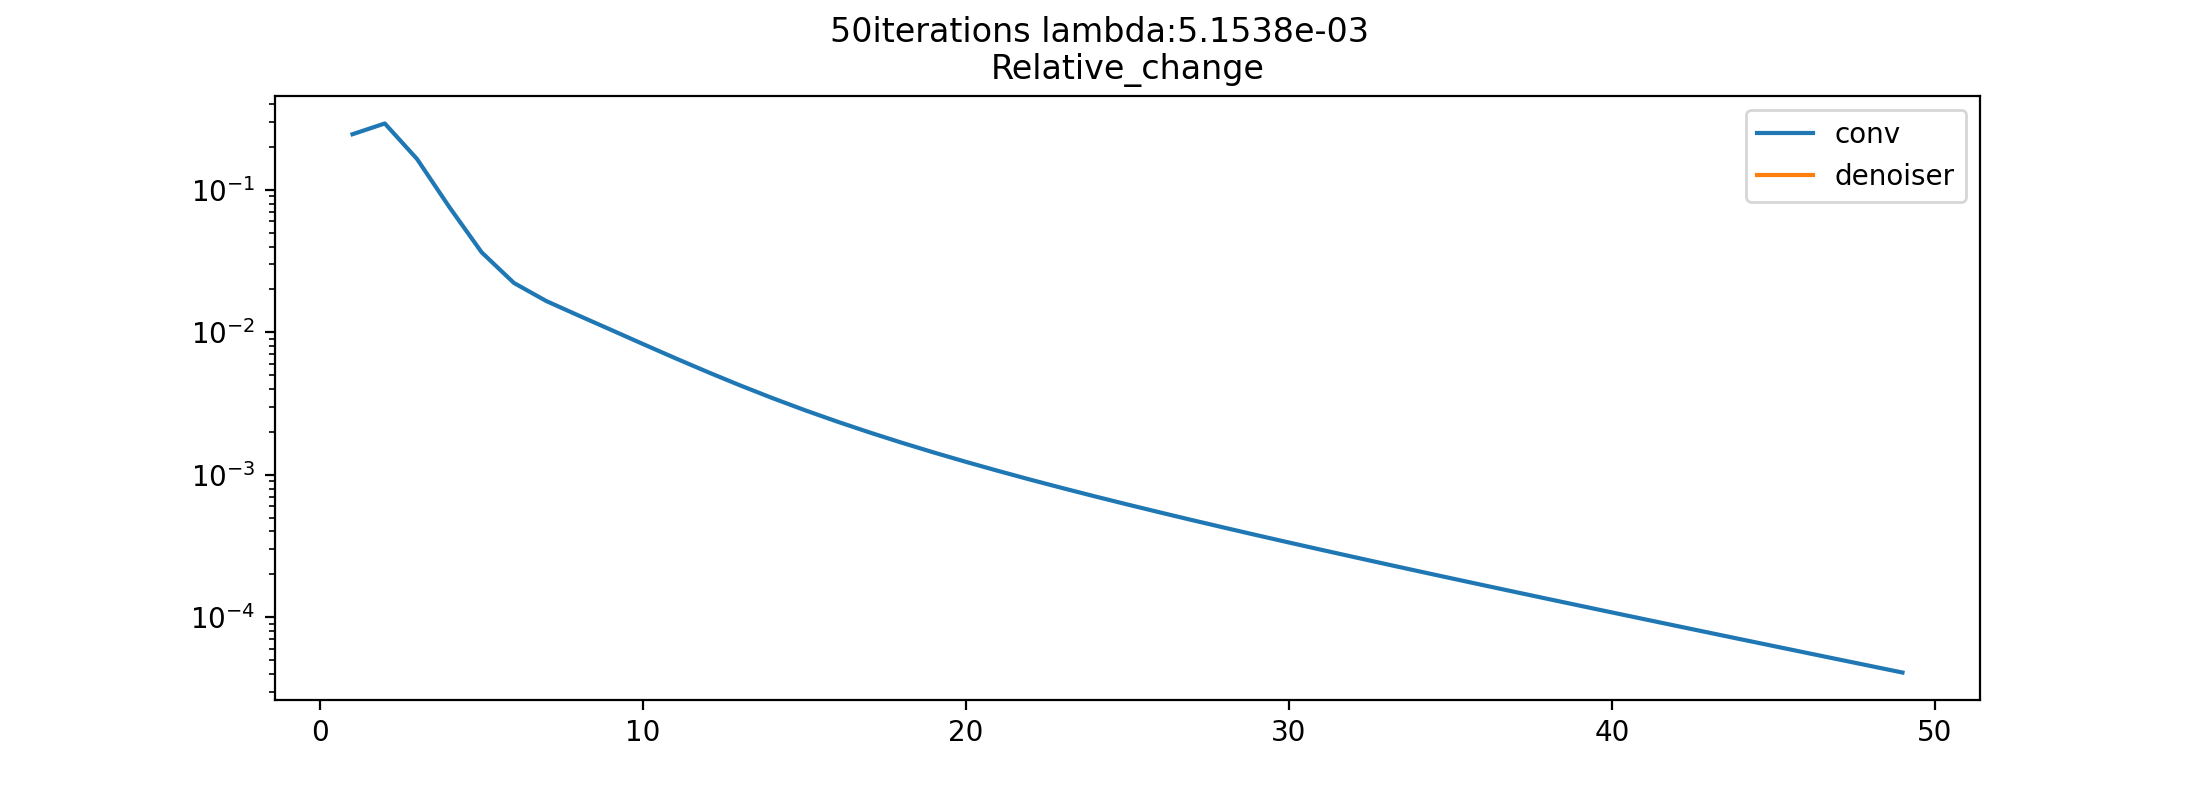 50iterations lambda:5.1538e-03
Relative_change
conv
denoiser
10⁻¹
10⁻²
10⁻³
10⁻⁴
0 10 20 30 40 50